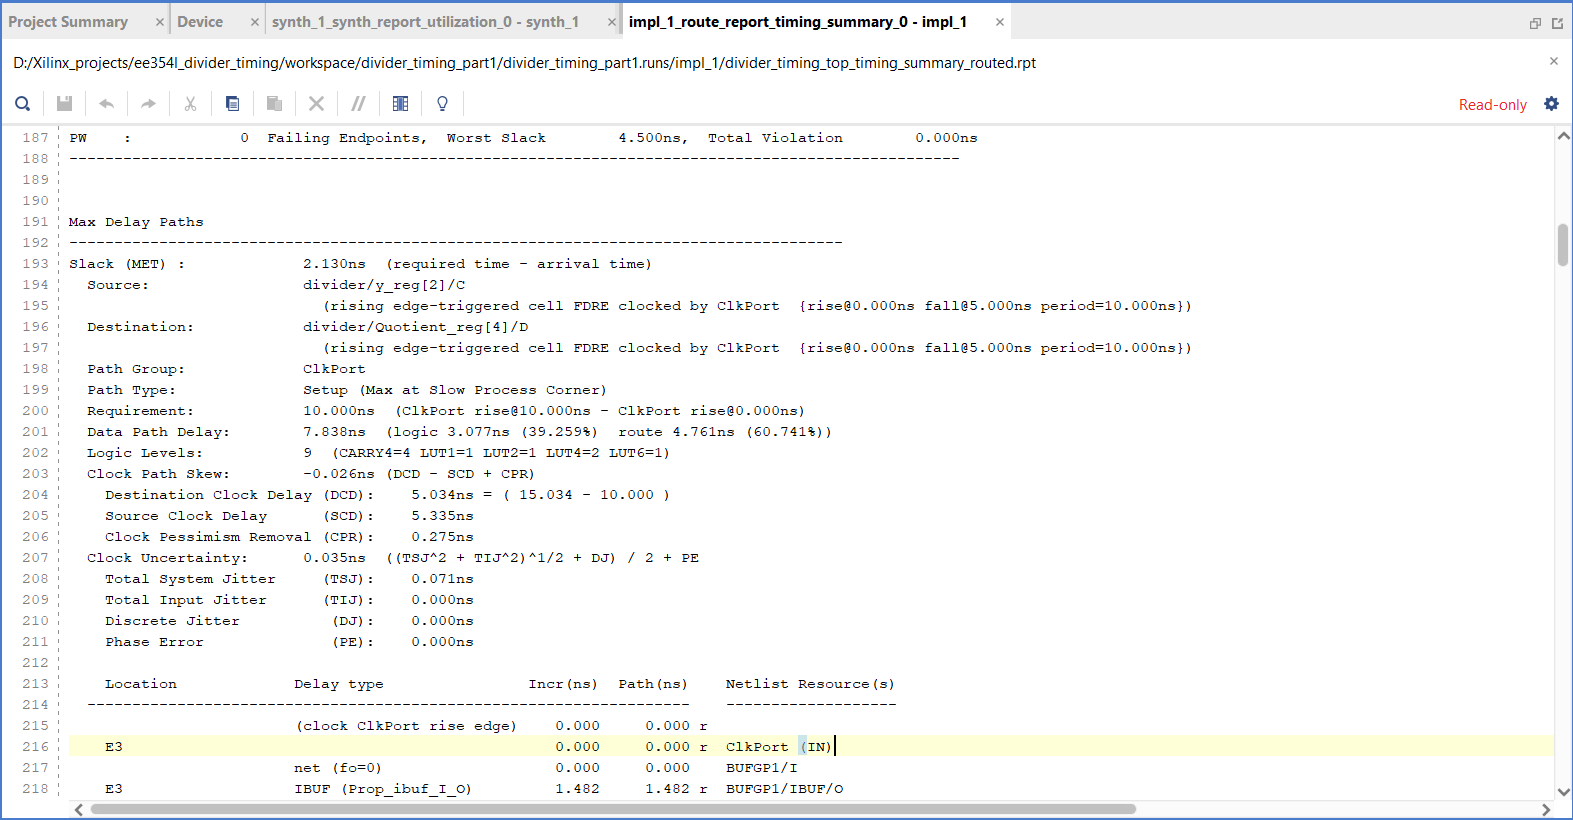 Project Summary × Device × synth_1_synth_report_utilization_0 - synth_1 × impl_1_route_report_timing_summary_0 - impl_1 ×
D:/Xilinx_projects/ee354l_divider_timing/workspace/divider_timing_part1/divider_timing_part1.runs/impl_1/divider_timing_top_timing_summary_routed.rpt
Read-only
187 PW : 0 Failing Endpoints, Worst Slack 4.500ns, Total Violation 0.000ns
188 ---------------------------------------------------------------------------------------------------
189
190
191 Max Delay Paths
192 --------------------------------------------------------------------------------------
193 Slack (MET) : 2.130ns (required time - arrival time)
194 Source: divider/y_reg[2]/C
195 (rising edge-triggered cell FDRE clocked by ClkPort {rise@0.000ns fall@5.000ns period=10.000ns})
196 Destination: divider/Quotient_reg[4]/D
197 (rising edge-triggered cell FDRE clocked by ClkPort {rise@0.000ns fall@5.000ns period=10.000ns})
198 Path Group: ClkPort
199 Path Type: Setup (Max at Slow Process Corner)
200 Requirement: 10.000ns (ClkPort rise@10.000ns - ClkPort rise@0.000ns)
201 Data Path Delay: 7.838ns (logic 3.077ns (39.259%) route 4.761ns (60.741%))
202 Logic Levels: 9 (CARRY4=4 LUT1=1 LUT2=1 LUT4=2 LUT6=1)
203 Clock Path Skew: -0.026ns (DCD - SCD + CPR)
204 Destination Clock Delay (DCD): 5.034ns = ( 15.034 - 10.000 )
205 Source Clock Delay (SCD): 5.335ns
206 Clock Pessimism Removal (CPR): 0.275ns
207 Clock Uncertainty: 0.035ns ((TSJ^2 + TIJ^2)^1/2 + DJ) / 2 + PE
208 Total System Jitter (TSJ): 0.071ns
209 Total Input Jitter (TIJ): 0.000ns
210 Discrete Jitter (DJ): 0.000ns
211 Phase Error (PE): 0.000ns
212
213 Location Delay type Incr(ns) Path(ns) Netlist Resource(s)
214 ------------------------------------------------------------------- -------------------
215 (clock ClkPort rise edge) 0.000 0.000 r
216 E3 0.000 0.000 r ClkPort (IN)
217 net (fo=0) 0.000 0.000 BUFGP1/I
218 E3 IBUF (Prop_ibuf_I_O) 1.482 1.482 r BUFGP1/IBUF/O